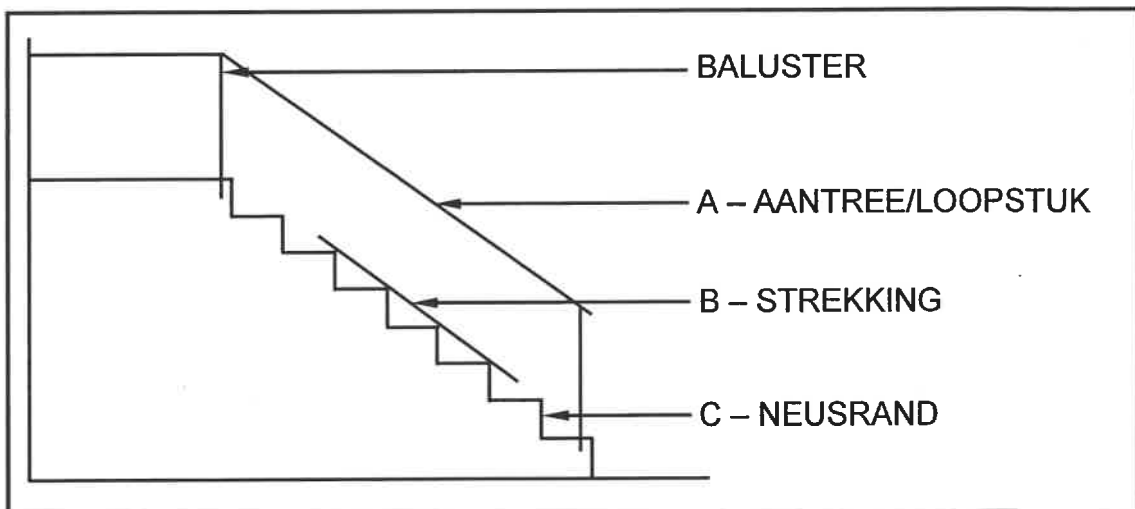 BALUSTER
A – AANTREE/LOOPSTUK
B – STREKKING
C – NEUSRAND